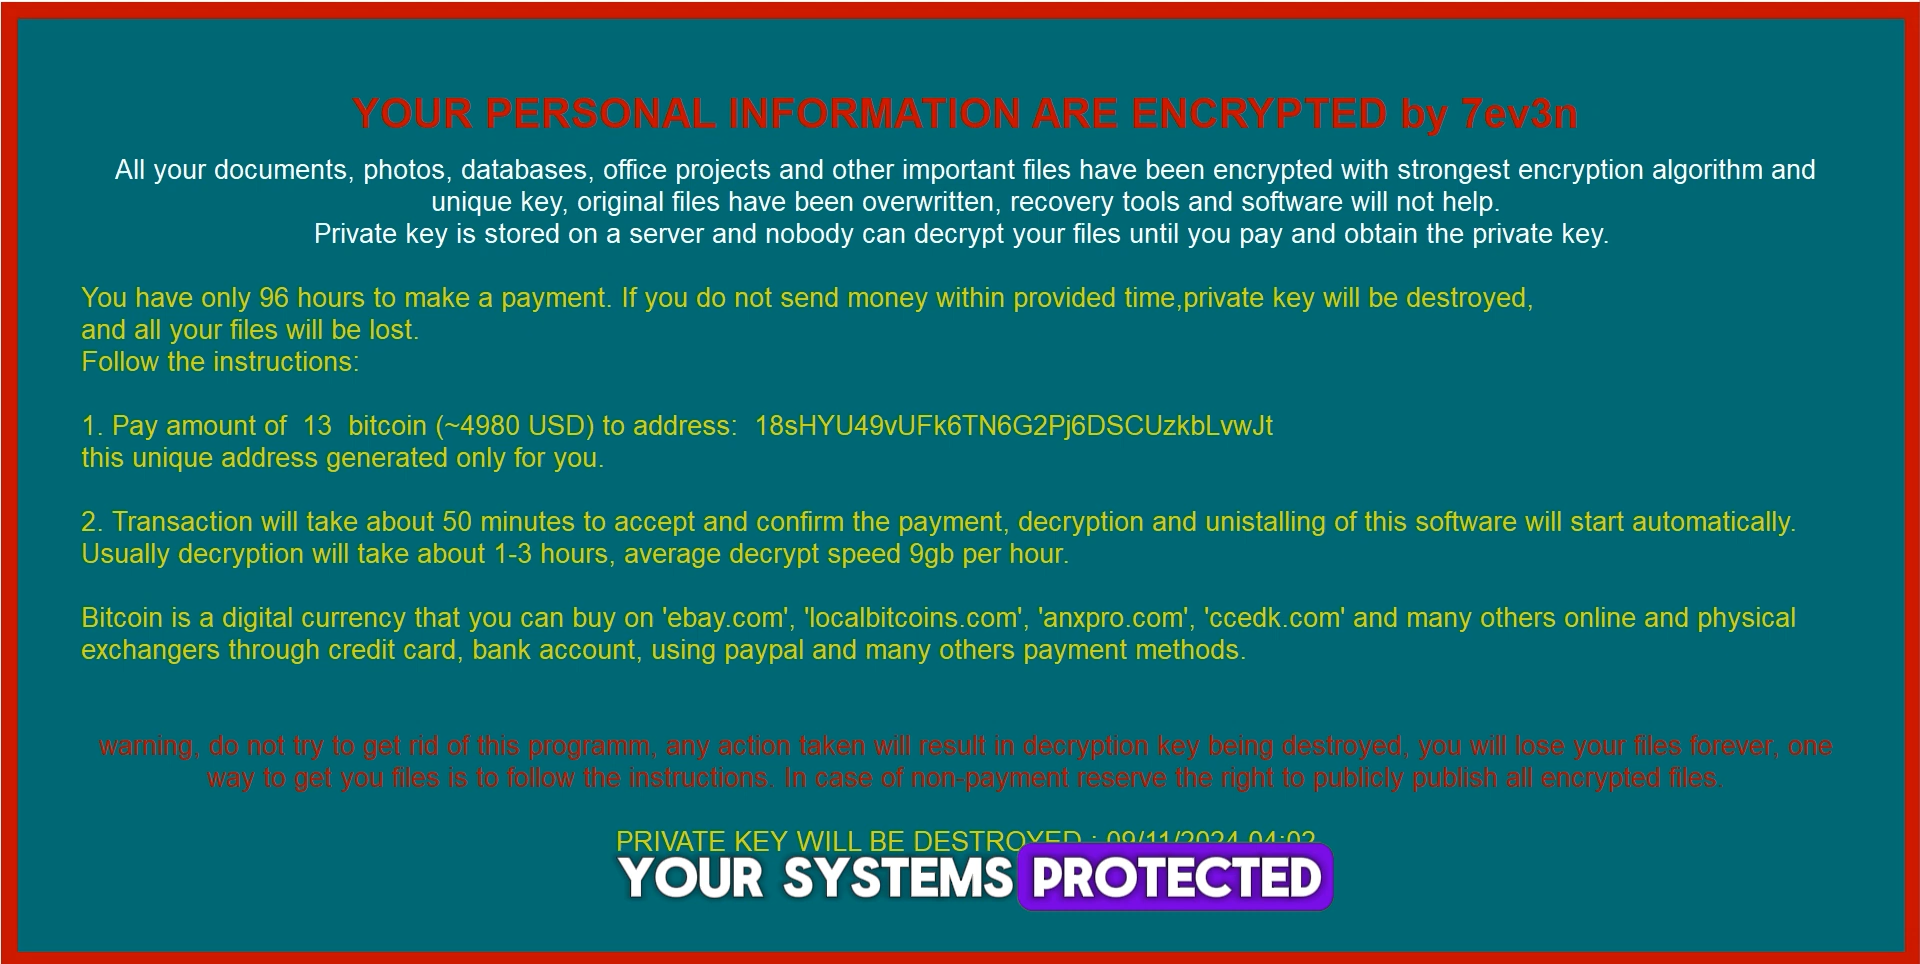 YOUR PERSONAL INFORMATION ARE ENCRYPTED by 7ev3n
All your documents, photos, databases, office projects and other important files have been encrypted with strongest encryption algorithm and
unique key, original files have been overwritten, recovery tools and software will not help.
Private key is stored on a server and nobody can decrypt your files until you pay and obtain the private key.
You have only 96 hours to make a payment. If you do not send money within provided time,private key will be destroyed,
and all your files will be lost.
Follow the instructions:
1. Pay amount of  13  bitcoin (~4980 USD) to address:  18sHYU49vUFk6TN6G2Pj6DSCUzkbLvwJt
this unique address generated only for you.
2. Transaction will take about 50 minutes to accept and confirm the payment, decryption and unistalling of this software will start automatically.
Usually decryption will take about 1-3 hours, average decrypt speed 9gb per hour.
Bitcoin is a digital currency that you can buy on 'ebay.com', 'localbitcoins.com', 'anxpro.com', 'ccedk.com' and many others online and physical
exchangers through credit card, bank account, using paypal and many others payment methods.
warning, do not try to get rid of this programm, any action taken will result in decryption key being destroyed, you will lose your files forever, one
way to get you files is to follow the instructions. In case of non-payment reserve the right to publicly publish all encrypted files.
PRIVATE KEY WILL BE DESTROYED : 09/11/2024 04:02
YOUR SYSTEMS PROTECTED